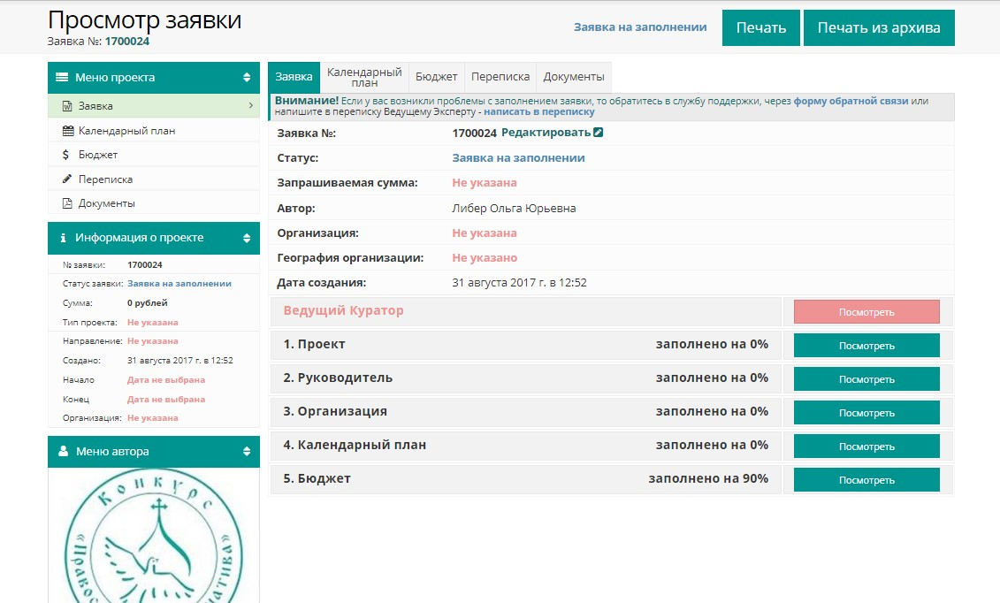 Просмотр заявки
Заявка №: 1700024
Заявка на заполнении
Печать
Печать из архива
Меню проекта
Заявка
Календарный план
Бюджет
Переписка
Документы
Информация о проекте
№ заявки: 1700024
Статус заявки: Заявка на заполнении
Сумма: 0 рублей
Тип проекта: Не указана
Направление: Не указана
Создано: 31 августа 2017 г. в 12:52
Начало Дата не выбрана
Конец Дата не выбрана
Организация: Не указана
Меню автора
Конкурс
Заявка
Календарный
план
Бюджет
Переписка
Документы
Внимание! Если у вас возникли проблемы с заполнением заявки, то обратитесь в службу поддержки, через форму обратной связи или
напишите в переписку Ведущему Эксперту - написать в переписку
Заявка №: 1700024 Редактировать
Статус: Заявка на заполнении
Запрашиваемая сумма: Не указана
Автор: Либер Ольга Юрьевна
Организация: Не указана
География организации: Не указано
Дата создания: 31 августа 2017 г. в 12:52
Ведущий Куратор Посмотреть
1. Проект заполнено на 0% Посмотреть
2. Руководитель заполнено на 0% Посмотреть
3. Организация заполнено на 0% Посмотреть
4. Календарный план заполнено на 0% Посмотреть
5. Бюджет заполнено на 90% Посмотреть